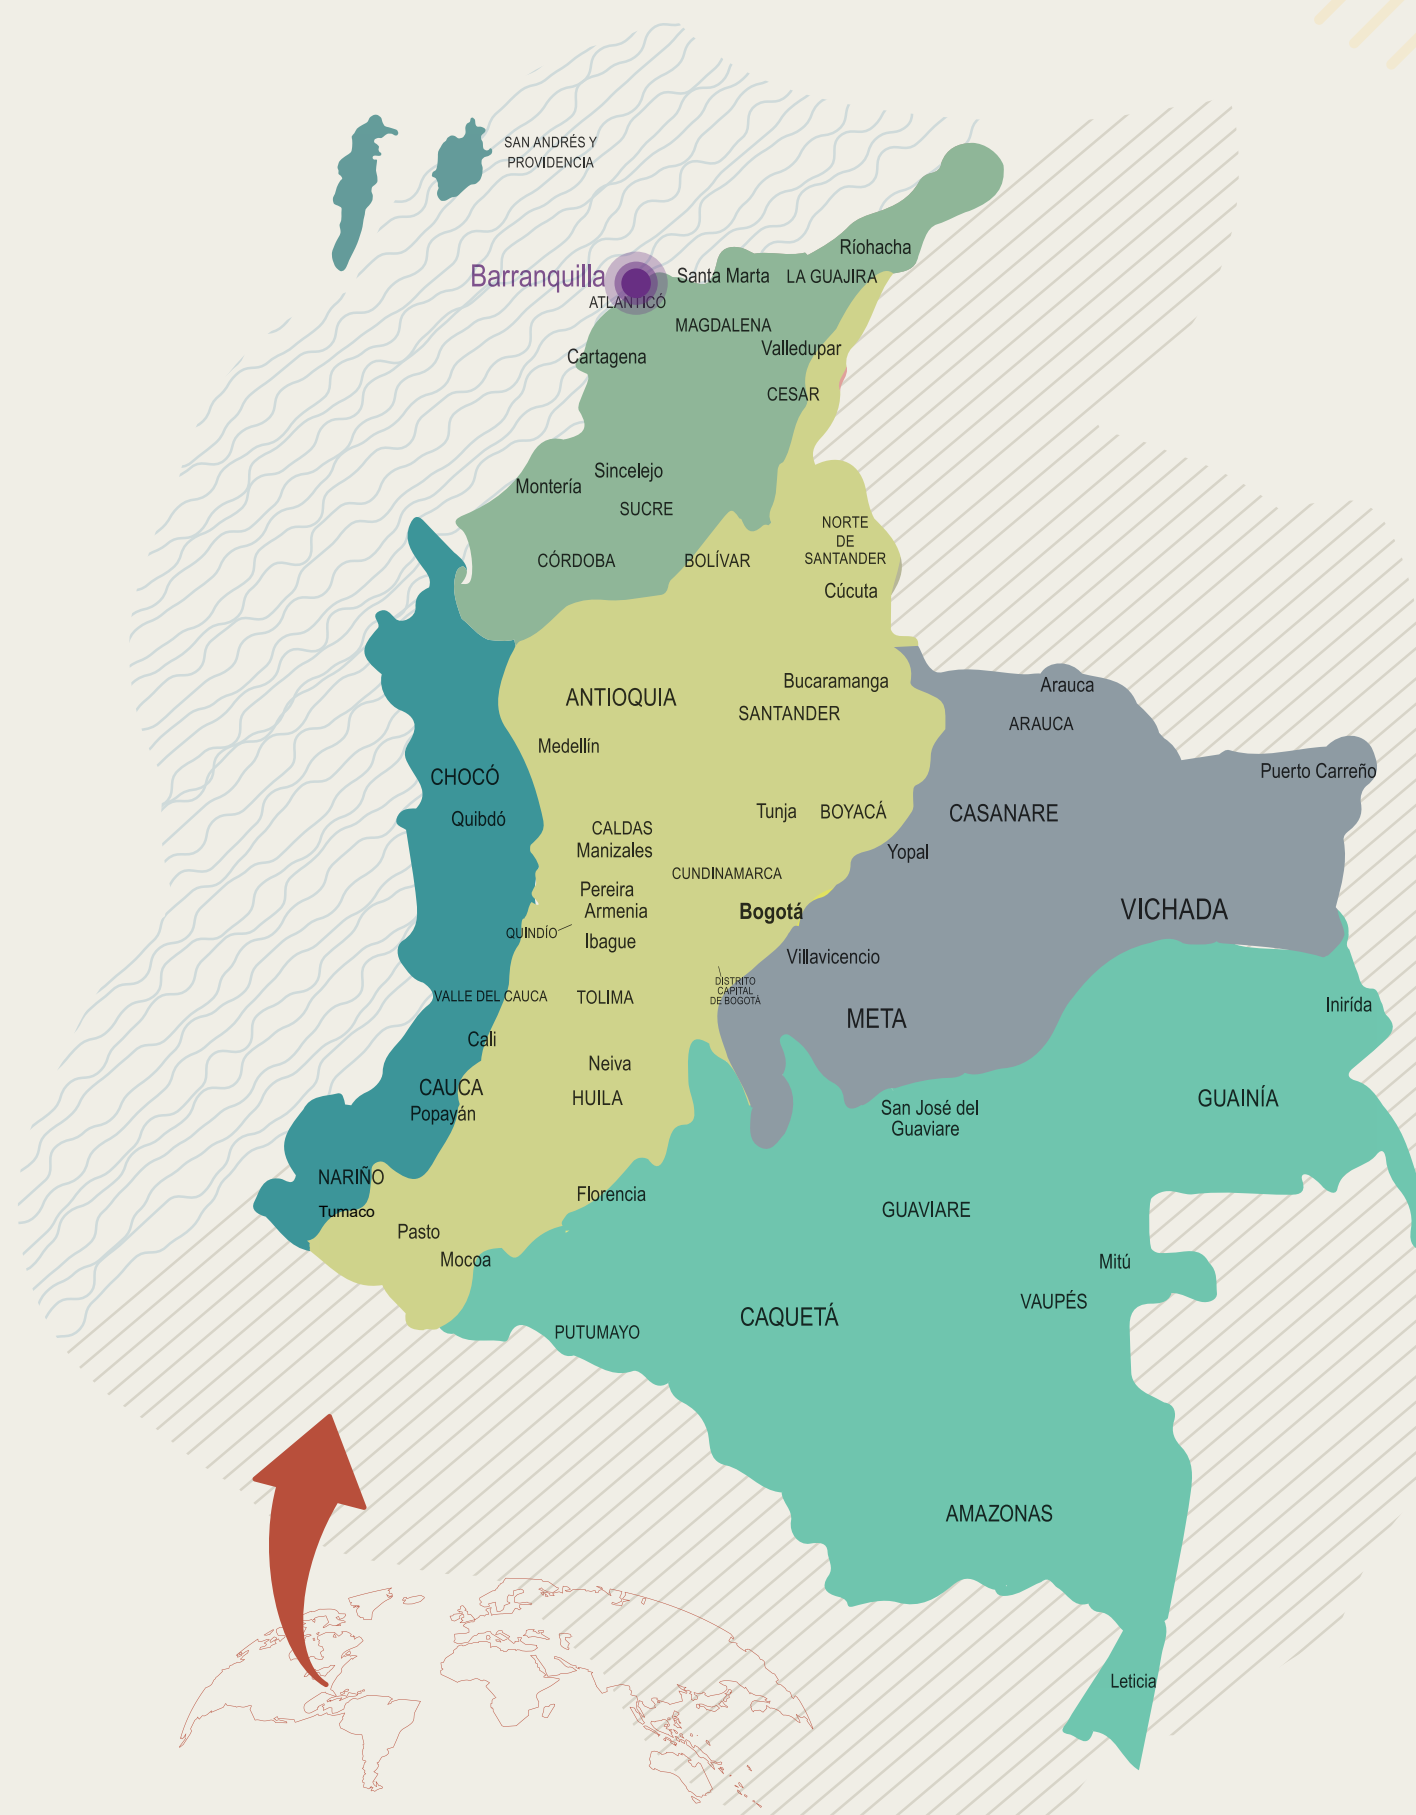 SAN ANDRÉS Y
PROVIDENCIA
Ríohacha
Barranquilla
Santa Marta
LA GUAJIRA
ATLANTICÓ
MAGDALENA
Valledupar
Cartagena
CESAR
Sincelejo
Montería
SUCRE
NORTE
DE
SANTANDER
CÓRDOBA
BOLÍVAR
Cúcuta
Bucaramanga
Arauca
ANTIOQUIA
SANTANDER
ARAUCA
Medellín
CHOCÓ
Puerto Carreño
Quibdó
Tunja
BOYACÁ
CASANARE
CALDAS
Manizales
Yopal
CUNDINAMARCA
Pereira
Armenia
Bogotá
VICHADA
QUINDÍO
Ibague
Villavicencio
DISTRITO
CAPITAL
DE BOGOTÁ
VALLE DEL CAUCA
TOLIMA
Inirída
META
Cali
Neiva
CAUCA
HUILA
GUAINÍA
Popayán
San José del
Guaviare
NARIÑO
Florencia
Tumaco
GUAVIARE
Pasto
Mocoa
Mitú
VAUPÉS
CAQUETÁ
PUTUMAYO
AMAZONAS
Leticia